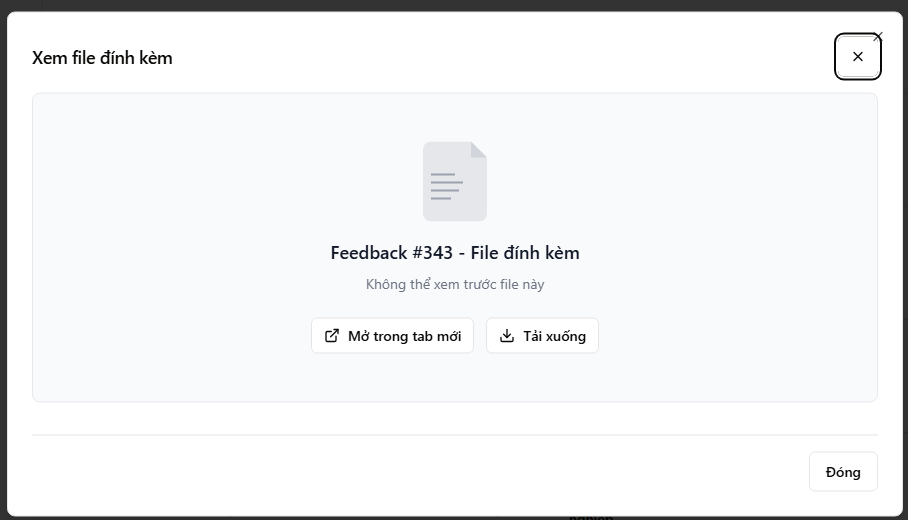 Xem file đính kèm
Feedback #343 - File đính kèm
Không thể xem trước file này
Mở trong tab mới
Tải xuống
Đóng